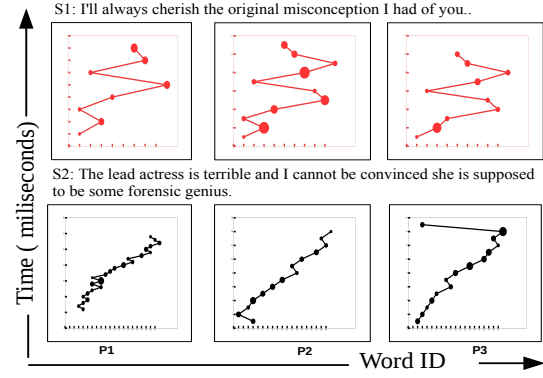 S1: I'll always cherish the original misconception I had of you..
S2: The lead actress is terrible and I cannot be convinced she is supposed
to be some forensic genius.
Time ( miliseconds)
P1
P2
P3
Word ID